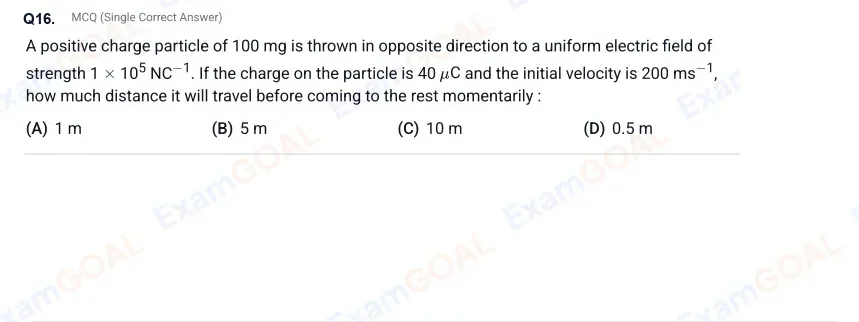 Q16. MCQ (Single Correct Answer)
A positive charge particle of 100 mg is thrown in opposite direction to a uniform electric field of
strength 1 × 10⁵ NC⁻¹. If the charge on the particle is 40 μC and the initial velocity is 200 ms⁻¹,
how much distance it will travel before coming to the rest momentarily :
(A) 1 m (B) 5 m (C) 10 m (D) 0.5 m
ExamGOAL
ExamGOAL
ExamGOAL
ExamGOAL
ExamGOAL